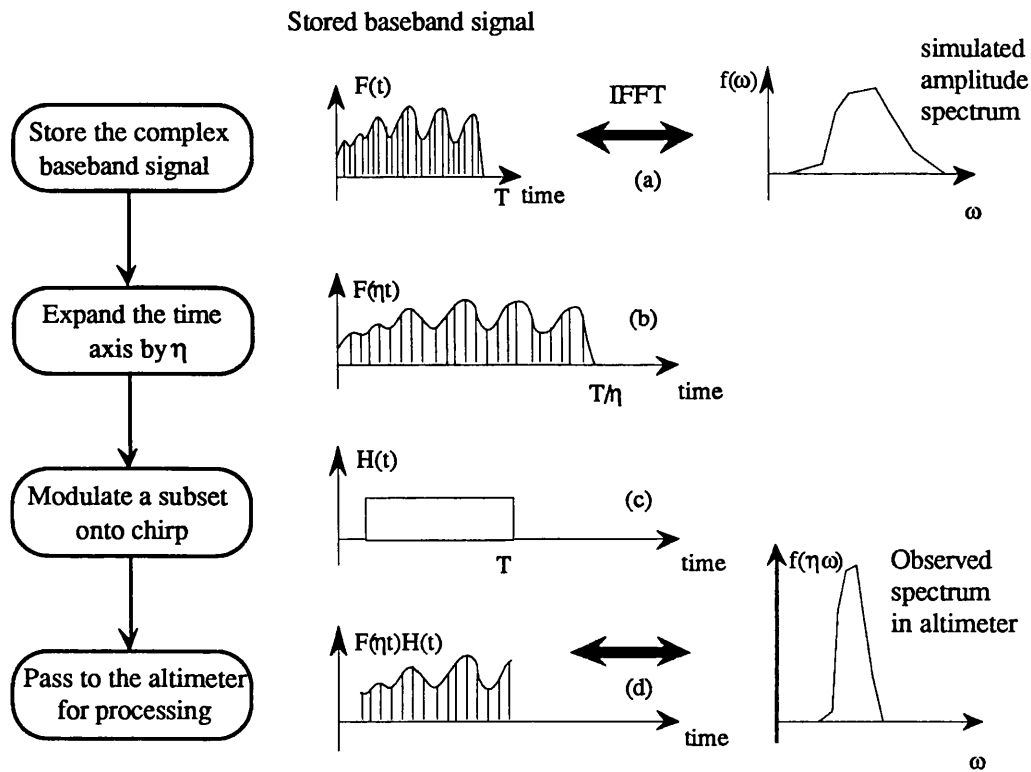 Stored baseband signal
Store the complex
baseband signal
F(t)
T
time
IFFT
(a)
f(ω)
simulated
amplitude
spectrum
ω
Expand the time
axis by η
F(ηt)
(b)
T/η
time
Modulate a subset
onto chirp
H(t)
(c)
T
time
Pass to the altimeter
for processing
F(ηt)H(t)
(d)
time
f(ηω)
Observed
spectrum
in altimeter
ω